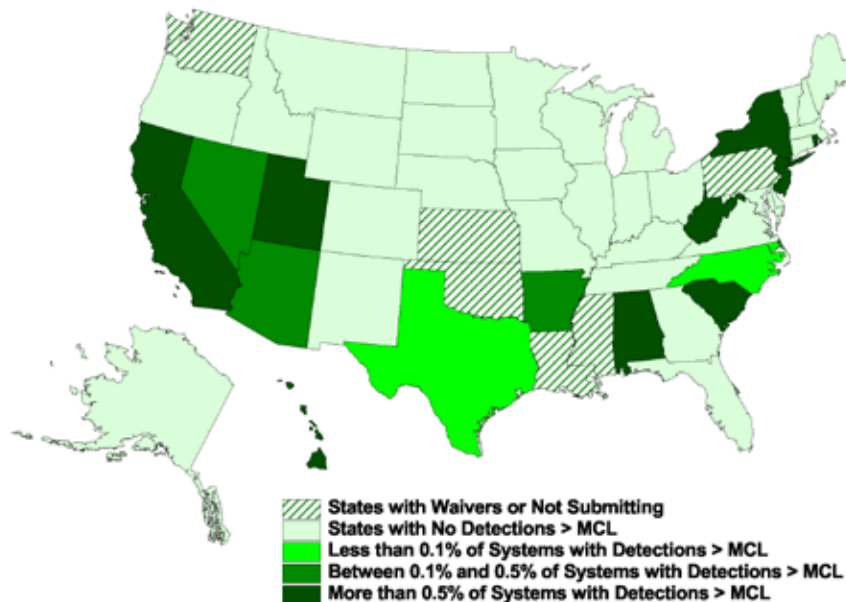 States with Waivers or Not Submitting
States with No Detections > MCL
Less than 0.1% of Systems with Detections > MCL
Between 0.1% and 0.5% of Systems with Detections > MCL
More than 0.5% of Systems with Detections > MCL